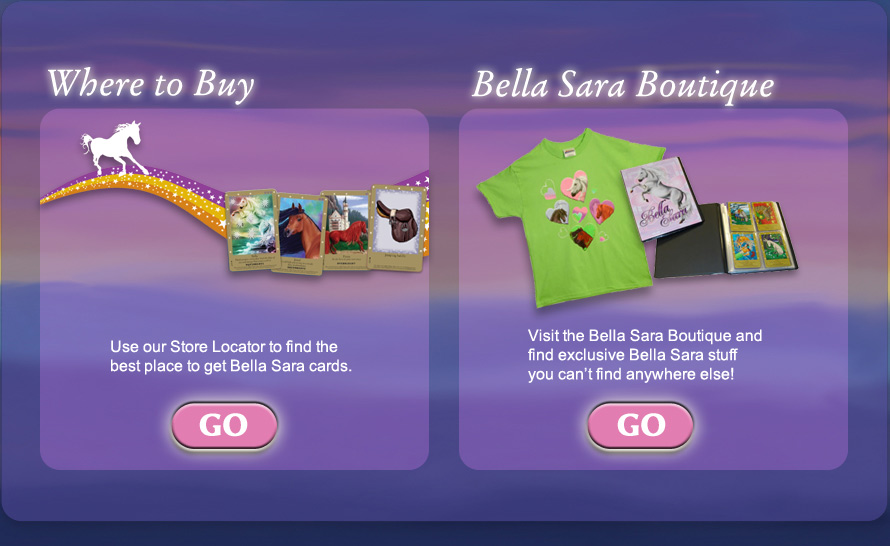 Where to Buy
Use our Store Locator to find the
best place to get Bella Sara cards.
GO
Bella Sara Boutique
Bella
Sara
Visit the Bella Sara Boutique and
find exclusive Bella Sara stuff
you can't find anywhere else!
GO